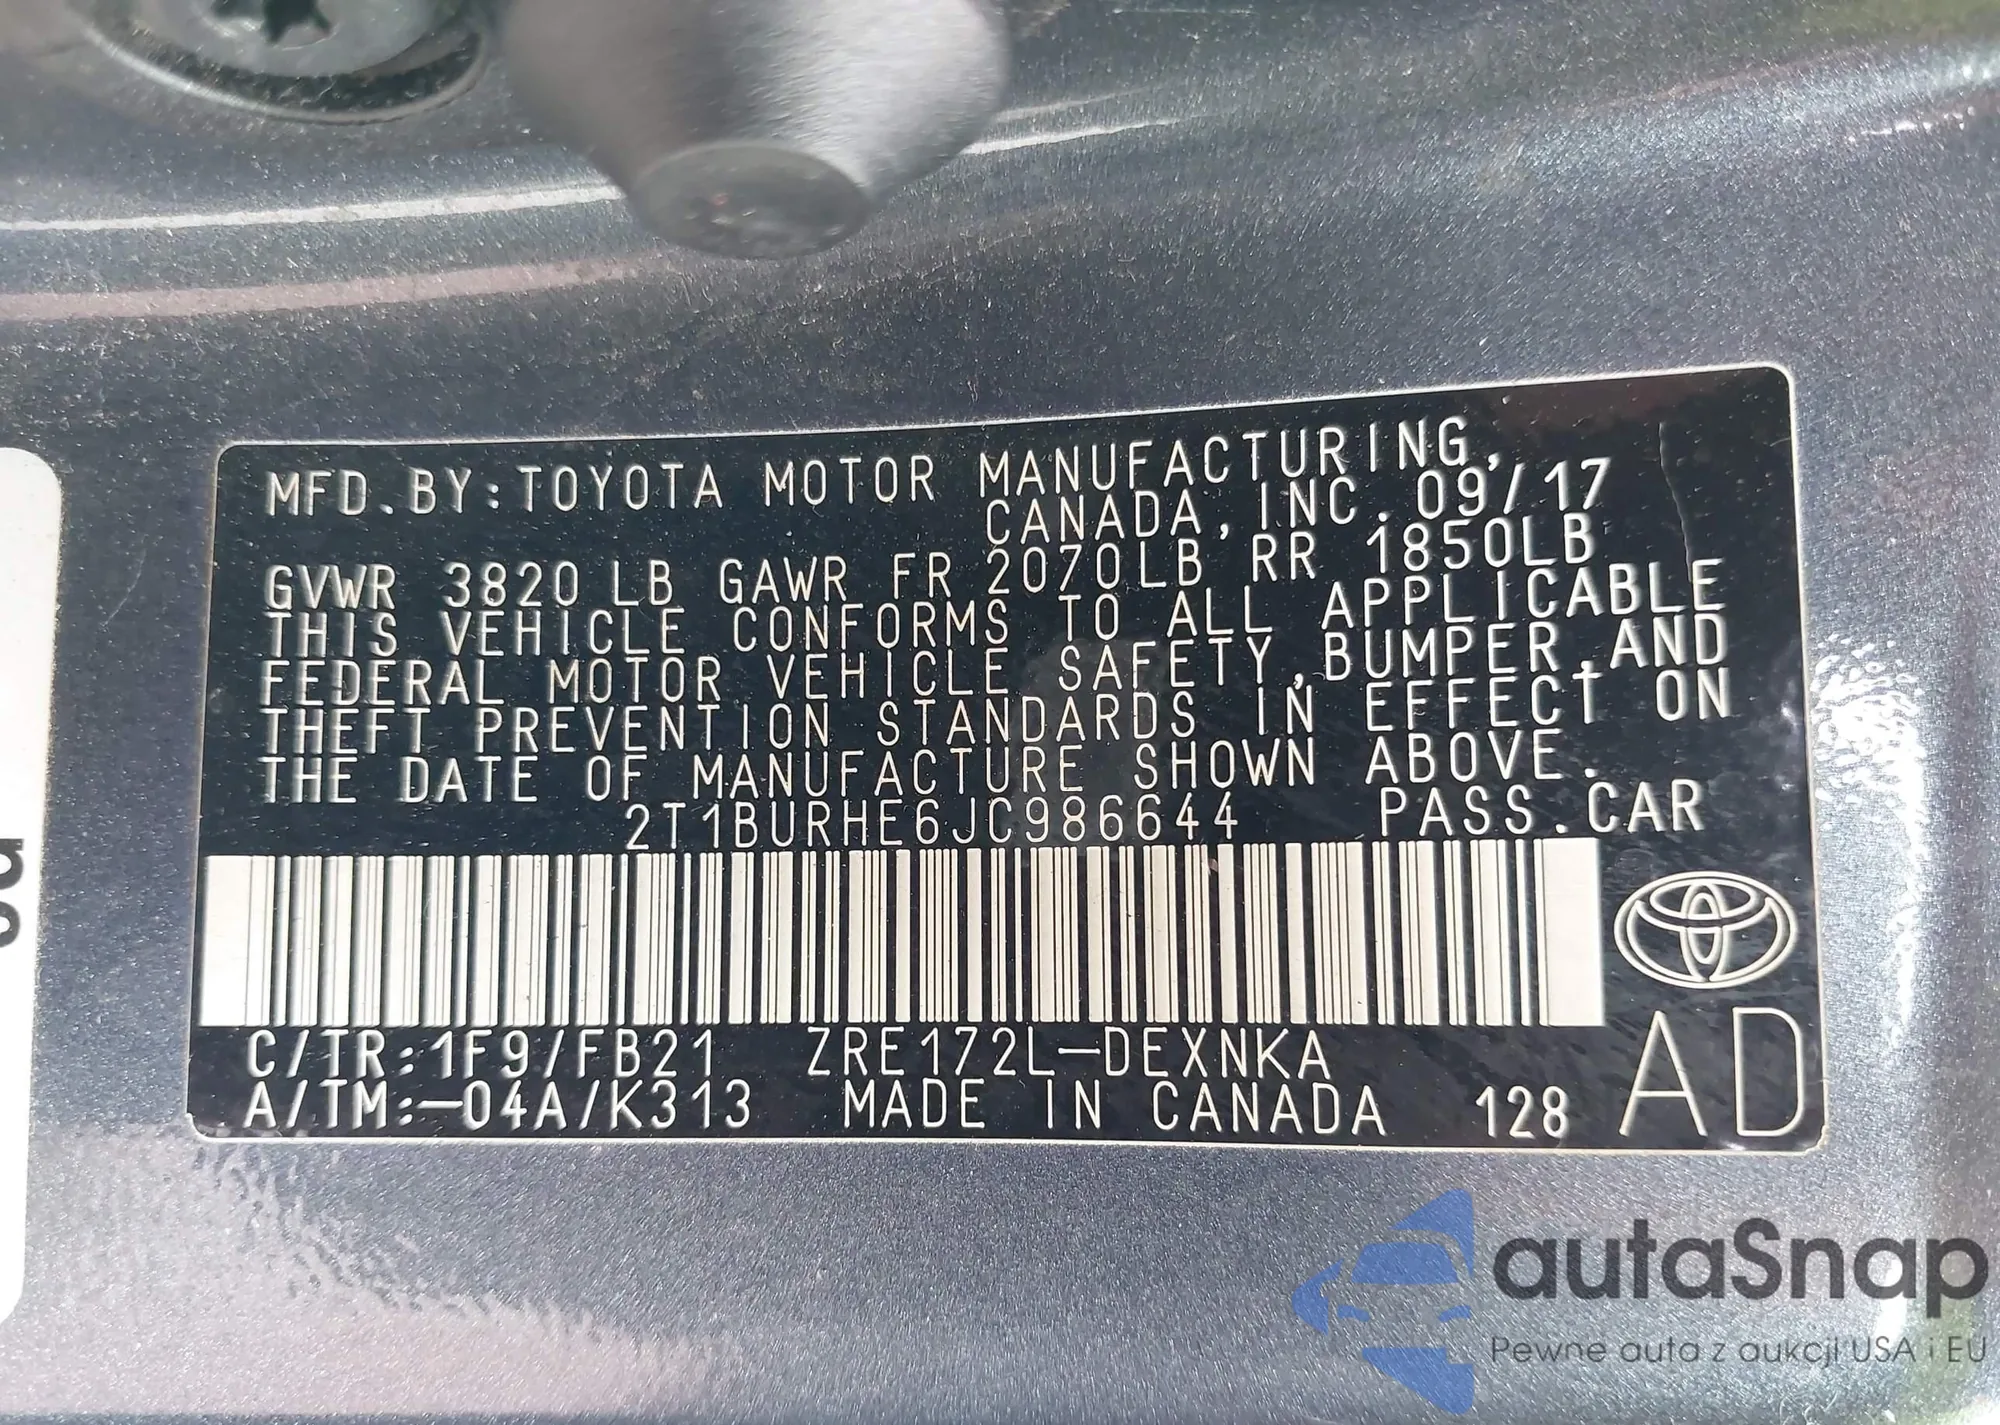 MFD.BY:TOYOTA MOTOR MANUFACTURING,
CANADA, INC. 09/17
GVWR 3820 LB GAWR FR 2070LB RR 1850LB
THIS VEHICLE CONFORMS TO ALL APPLICABLE
FEDERAL MOTOR VEHICLE SAFETY,BUMPER,AND
THEFT PREVENTION STANDARDS IN EFFECT ON
THE DATE OF MANUFACTURE SHOWN ABOVE.
2T1BURHE6JC986644 PASS.CAR
C/TR:1F9/FB21 ZRE172L-DEXNKA
A/TM:-04A/K313 MADE IN CANADA 128 AD
autaSnap
Pewne auta z aukcji USA i EU